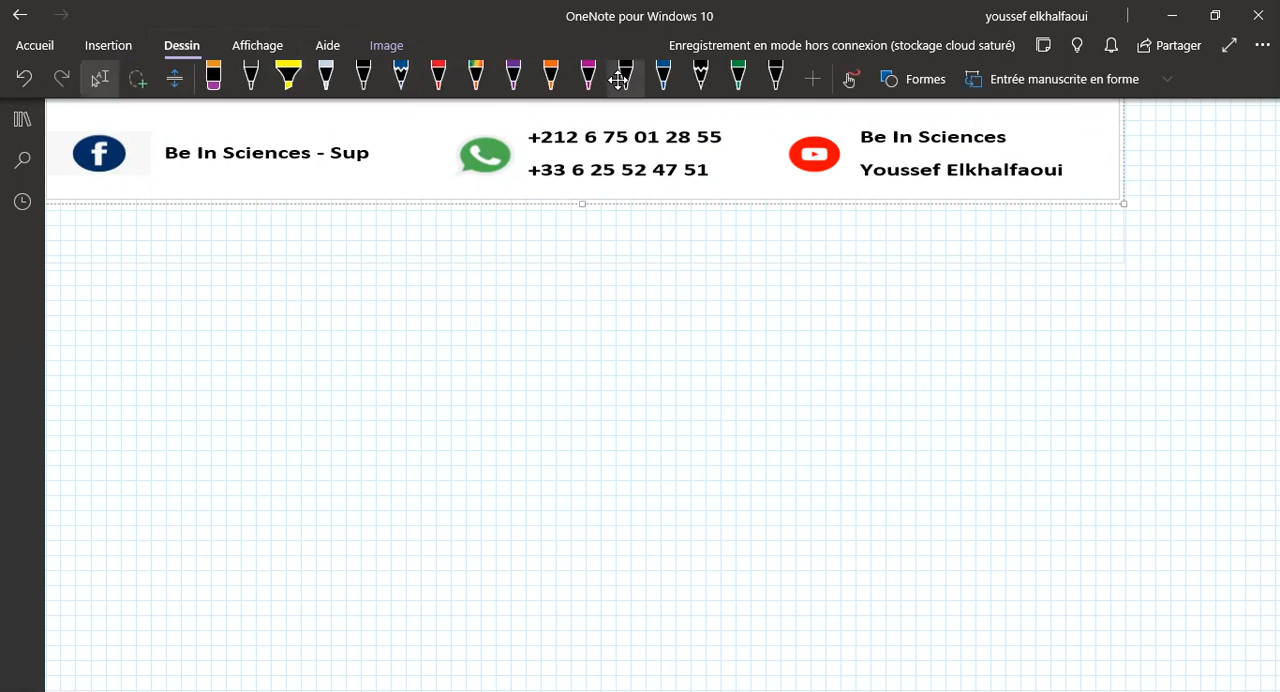 OneNote pour Windows 10
youssef elkhalfaoui
Accueil Insertion Dessin Affichage Aide Image
Enregistrement en mode hors connexion (stockage cloud saturé)
Partager
Formes
Entrée manuscrite en forme
Be In Sciences - Sup
+212 6 75 01 28 55
+33 6 25 52 47 51
Be In Sciences
Youssef Elkhalfaoui